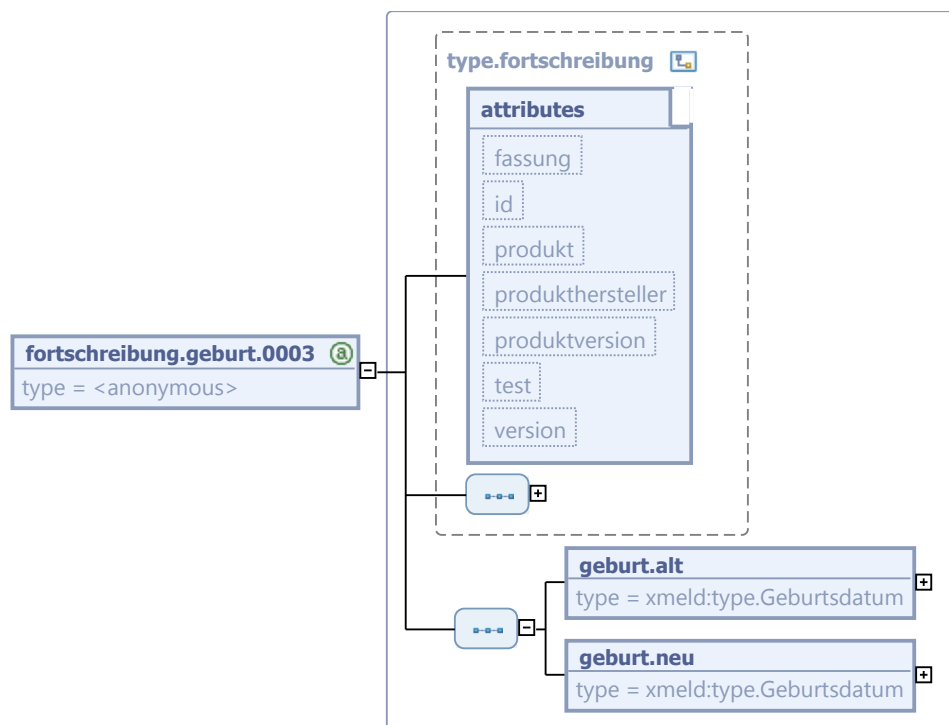 type.fortschreibung
attributes
fassung
id
produkt
produkthersteller
produktversion
test
version
fortschreibung.geburt.0003 a
type = <anonymous>
geburt.alt
type = xmeld:type.Geburtsdatum
geburt.neu
type = xmeld:type.Geburtsdatum